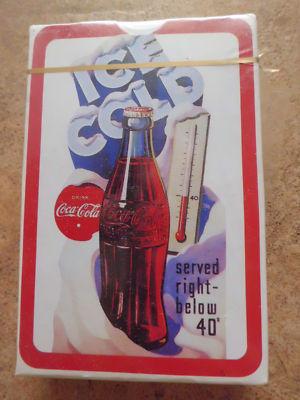 ICE
COLD
DRINK
Coca-Cola
Coca-Cola
40
served
right-
below
40°